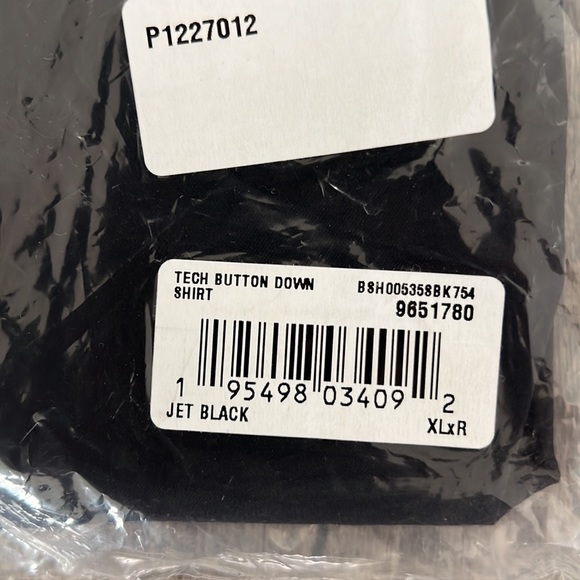 P1227012
TECH BUTTON DOWN
SHIRT
BSH005358BK754
9651780
1 95498 03409 2
JET BLACK
XLxR